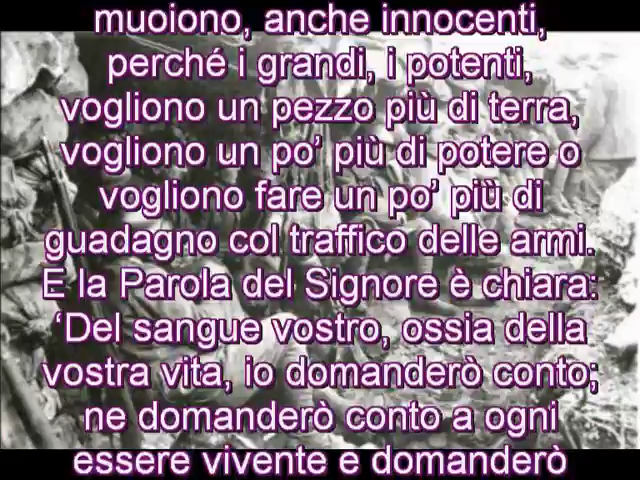 muoiono, anche innocenti,
perché i grandi, i potenti,
vogliono un pezzo più di terra,
vogliono un po’ più di potere o
vogliono fare un po’ più di
guadagno col traffico delle armi.
E la Parola del Signore è chiara:
‘Del sangue vostro, ossia della
vostra vita, io domanderò conto;
ne domanderò conto a ogni
essere vivente e domanderò